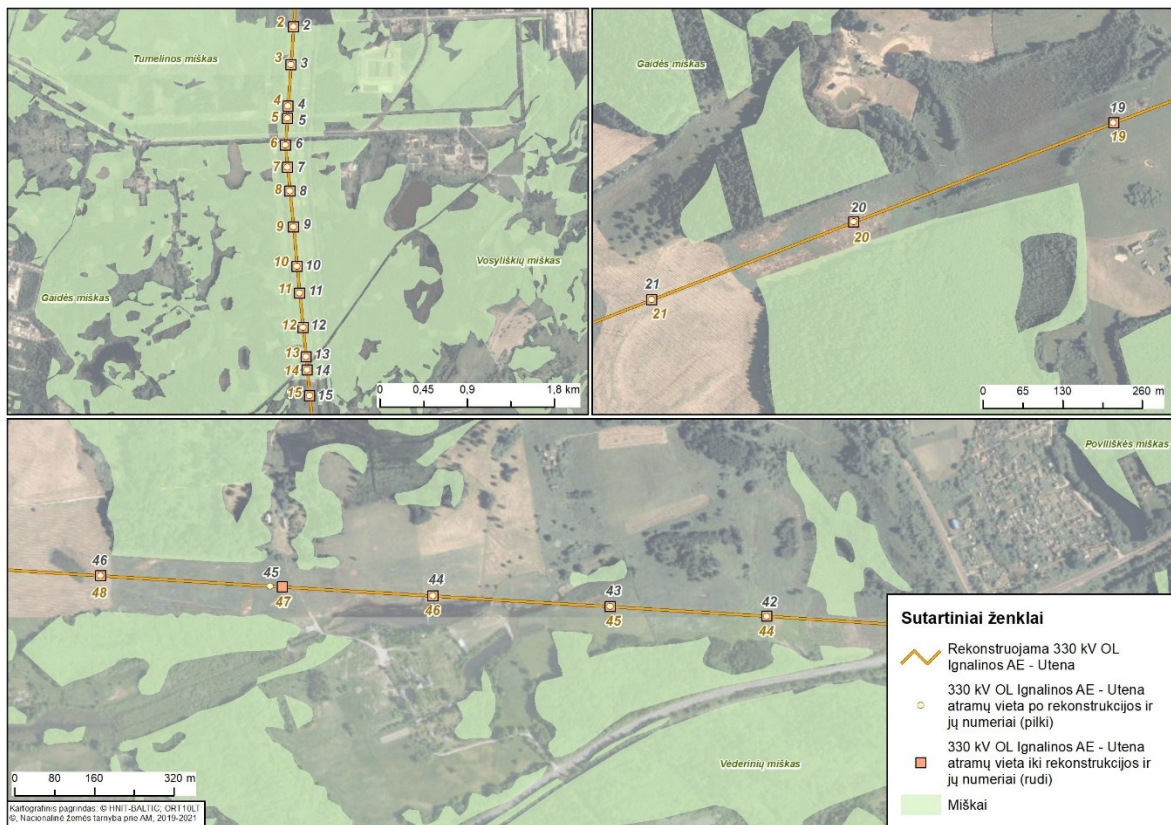 2 2
Tumelinos miškas
3 3
4 4
5 5
6 6
7 7
8 8
9 9
10 10
Vosyliškių miškas
11 11
Gaidės miškas
12 12
13 13
14 14
15 15
0 0,45 0,9 1,8 km
Gaidės miškas
19
19
20
20
21
21
0 65 130 260 m
Poviliškės miškas
46
48
45
47
44
46
43
45
42
44
Vėderinių miškas
0 80 160 320 m
Kartografinis pagrindas: © HNIT-BALTIC; ORT10LT
©, Nacionalinė žemės tarnyba prie AM, 2019-2021
Sutartiniai ženklai
Rekonstruojama 330 kV OL
Ignalinos AE - Utena
330 kV OL Ignalinos AE - Utena
atramų vieta po rekonstrukcijos ir
jų numeriai (pilki)
330 kV OL Ignalinos AE - Utena
atramų vieta iki rekonstrukcijos ir
jų numeriai (rudi)
Miškai